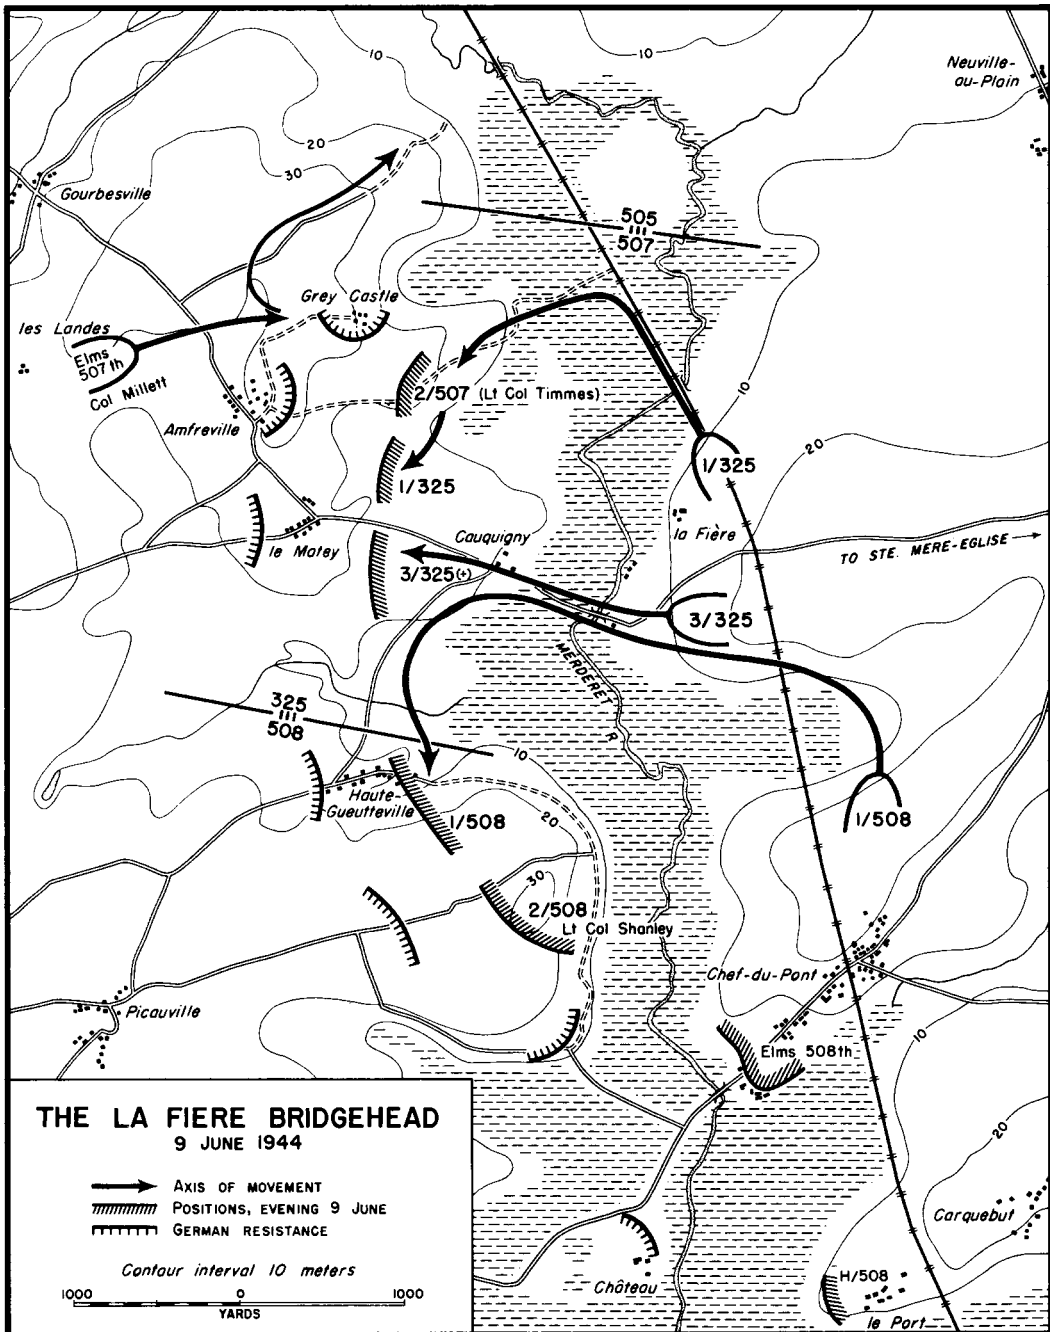 10
10
Neuville-
au-Plain
20
30
Gourbesville
505
III
507
Grey Castle
les Landes
Elms
507th
Col Millett
10
2/507 (Lt Col Timmes)
Amfreville
20
1/325
1/325
la Fière
Cauquigny
le Motey
TO STE. MERE-EGLISE
3/325(+)
3/325
MERDERET R
325
III
508
10
Haute-
Gueutteville
1/508
20
1/508
30
2/508
Lt Col Shanley
Chef-du-Pont
Picauville
10
Elms 508th
20
THE LA FIERE BRIDGEHEAD
9 JUNE 1944
AXIS OF MOVEMENT
POSITIONS, EVENING 9 JUNE
GERMAN RESISTANCE
Contour interval 10 meters
1000 0 1000
YARDS
Carquebut
Château
H/508
le Port